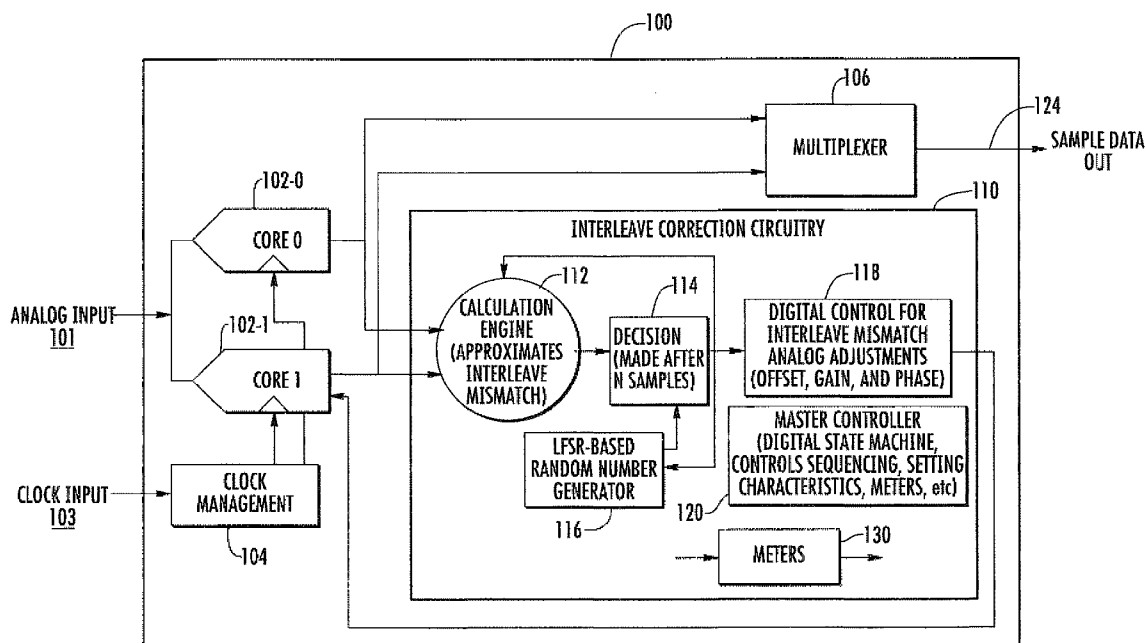 100
106
124
MULTIPLEXER
SAMPLE DATA
OUT
102-0
CORE 0
110
INTERLEAVE CORRECTION CIRCUITRY
112
114
118
ANALOG INPUT
101
102-1
CORE 1
CALCULATION
ENGINE
(APPROXIMATES
INTERLEAVE
MISMATCH)
DECISION
(MADE AFTER
N SAMPLES)
DIGITAL CONTROL FOR
INTERLEAVE MISMATCH
ANALOG ADJUSTMENTS
(OFFSET, GAIN, AND PHASE)
MASTER CONTROLLER
(DIGITAL STATE MACHINE,
CONTROLS SEQUENCING, SETTING
CHARACTERISTICS, METERS, etc)
120
LFSR-BASED
RANDOM NUMBER
GENERATOR
116
CLOCK INPUT
103
CLOCK
MANAGEMENT
104
130
METERS